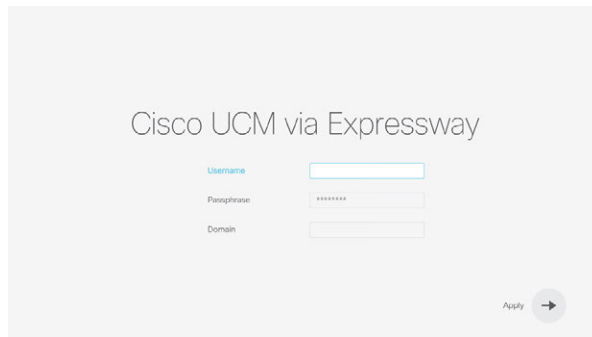 Cisco UCM via Expressway
Username
Passphrase ********
Domain
Apply